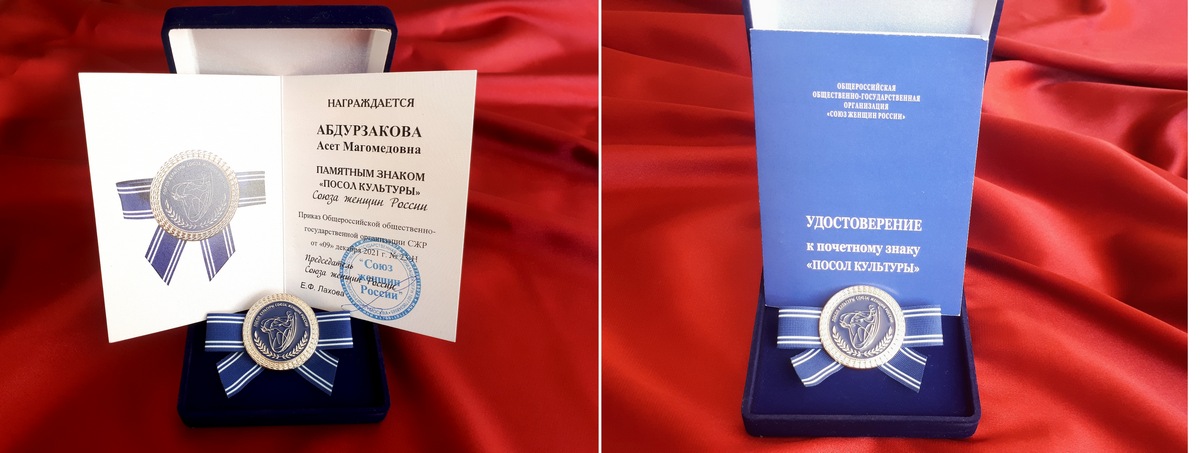 НАГРАЖДАЕТСЯ
АБДУРЗАКОВА
Асет Магомедовна
ПАМЯТНЫМ ЗНАКОМ
«ПОСОЛ КУЛЬТУРЫ»
Союза женщин России
Приказ Общероссийской общественно-
государственной организации СЖР
от «09» декабря 2021 г. №
Председатель
Союза женщин России
Е.Ф. Лахова
"Союз
женщин
России"
ОБЩЕРОССИЙСКАЯ
ОБЩЕСТВЕННО-ГОСУДАРСТВЕННАЯ
ОРГАНИЗАЦИЯ
«СОЮЗ ЖЕНЩИН РОССИИ»
УДОСТОВЕРЕНИЕ
к почетному знаку
«ПОСОЛ КУЛЬТУРЫ»